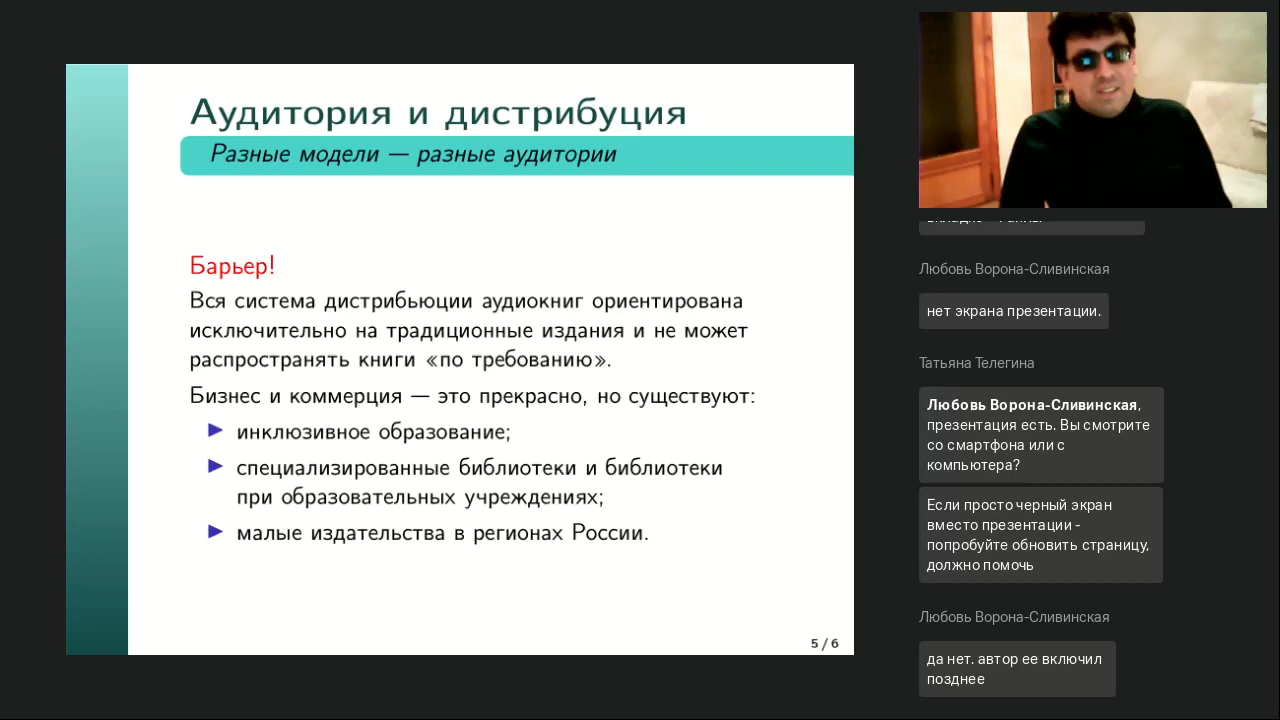 Аудитория и дистрибуция
Разные модели — разные аудитории
Барьер!
Вся система дистрибьюции аудиокниг ориентирована
исключительно на традиционные издания и не может
распространять книги «по требованию».
Бизнес и коммерция — это прекрасно, но существуют:
инклюзивное образование;
специализированные библиотеки и библиотеки
при образовательных учреждениях;
малые издательства в регионах России.
5 / 6
Любовь Ворона-Сливинская
нет экрана презентации.
Татьяна Телегина
Любовь Ворона-Сливинская,
презентация есть. Вы смотрите
со смартфона или с
компьютера?
Если просто черный экран
вместо презентации -
попробуйте обновить страницу,
должно помочь
Любовь Ворона-Сливинская
да нет. автор ее включил
позднее